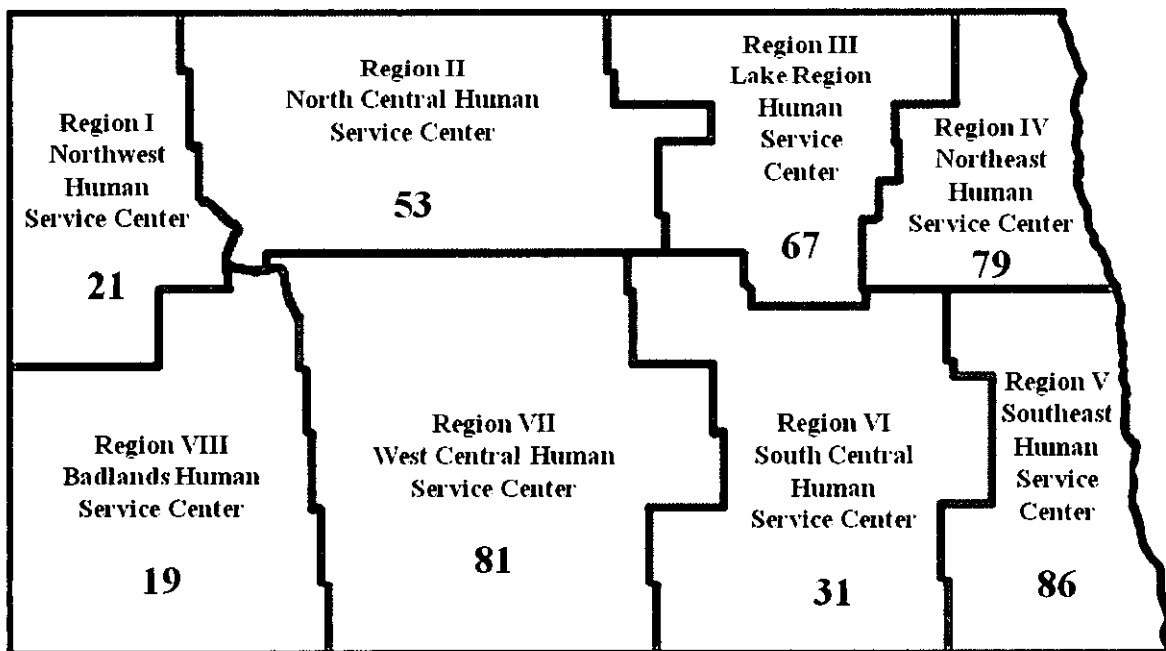 Region I
Northwest
Human
Service Center
21
Region II
North Central Human
Service Center
53
Region III
Lake Region
Human
Service
Center
67
Region IV
Northeast
Human
Service Center
79
Region VIII
Badlands Human
Service Center
19
Region VII
West Central Human
Service Center
81
Region VI
South Central
Human
Service Center
31
Region V
Southeast
Human
Service
Center
86